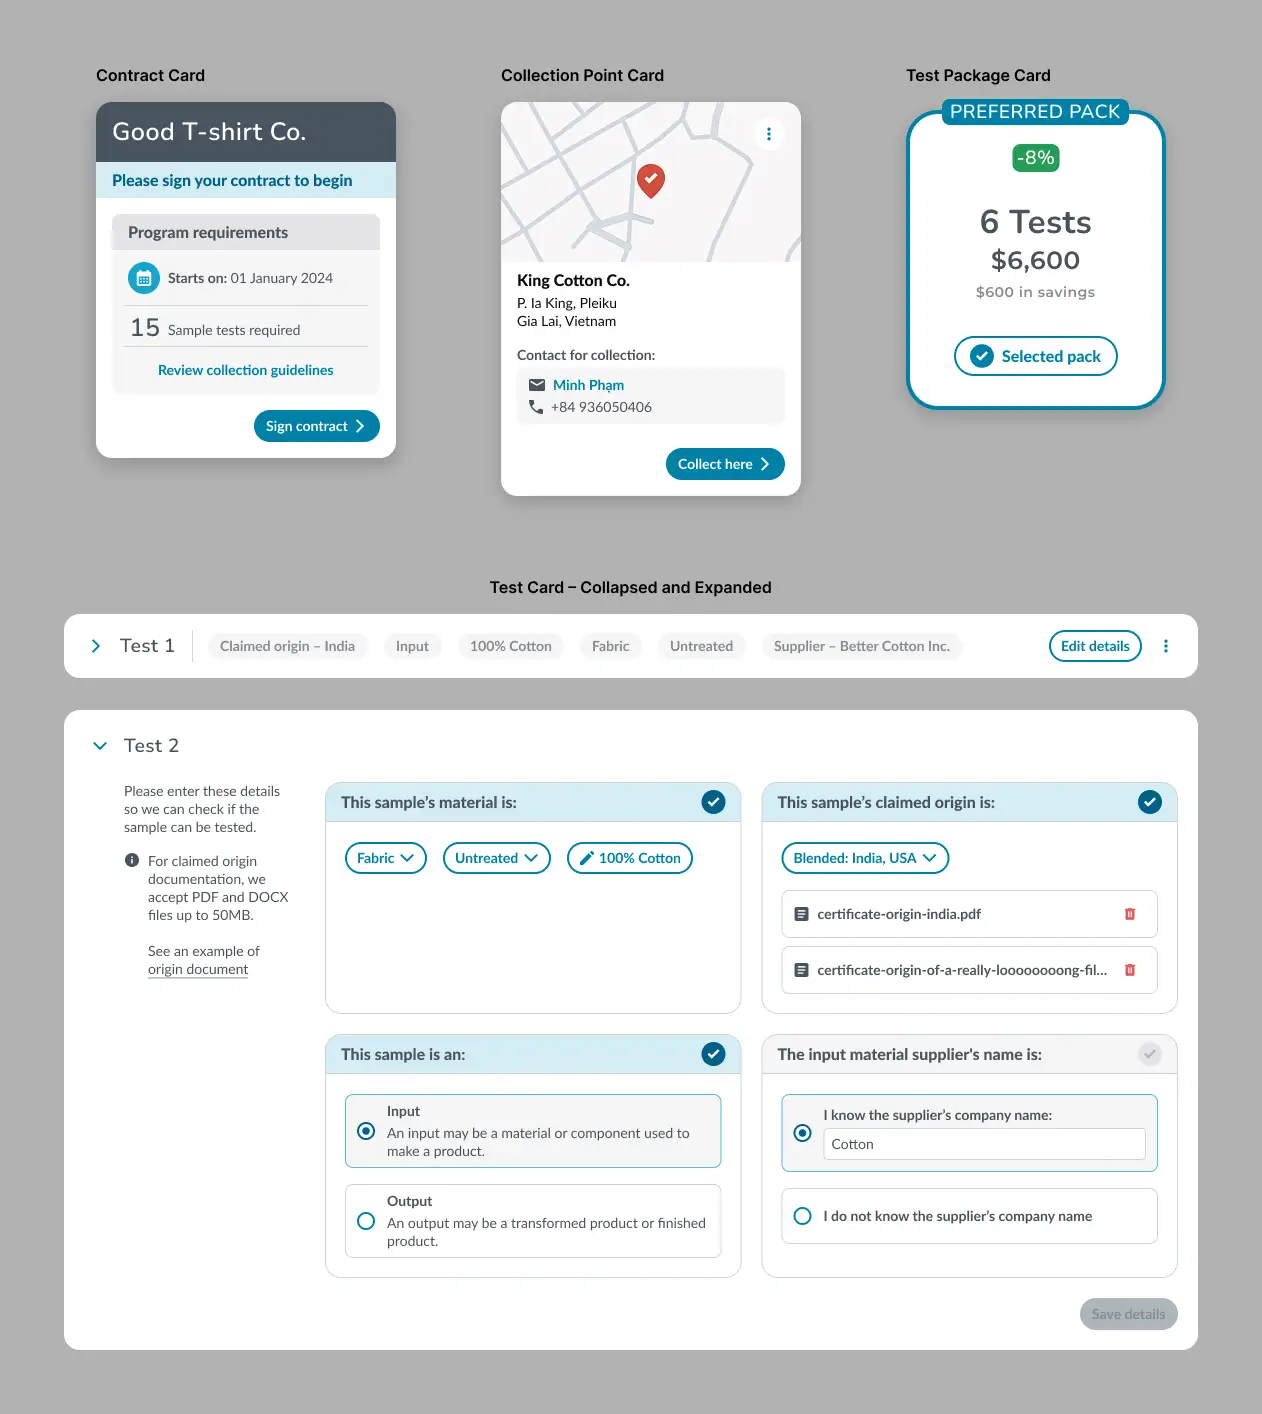 Contract Card
Good T-shirt Co.
Please sign your contract to begin
Program requirements
Starts on: 01 January 2024
15 Sample tests required
Review collection guidelines
Sign contract
Collection Point Card
King Cotton Co.
P. Ia King, Pleiku
Gia Lai, Vietnam
Contact for collection:
Minh Phạm
+84 936050406
Collect here
Test Package Card
PREFERRED PACK
-8%
6 Tests
$6,600
$600 in savings
Selected pack
Test Card – Collapsed and Expanded
Test 1 Claimed origin – India Input 100% Cotton Fabric Untreated Supplier – Better Cotton Inc. Edit details
Test 2
Please enter these details
so we can check if the
sample can be tested.
For claimed origin
documentation, we
accept PDF and DOCX
files up to 50MB.
See an example of
origin document
This sample’s material is:
Fabric Untreated 100% Cotton
This sample’s claimed origin is:
Blended: India, USA
certificate-origin-india.pdf
certificate-origin-of-a-really-loooooooong-fil...
This sample is an:
Input
An input may be a material or component used to
make a product.
Output
An output may be a transformed product or finished
product.
The input material supplier's name is:
I know the supplier’s company name:
Cotton
I do not know the supplier’s company name
Save details